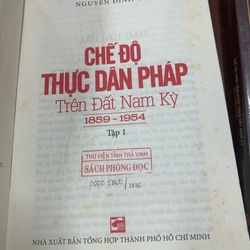 NGUYỄN ĐÌNH
CHẾ ĐỘ
THỰC DÂN PHÁP
Trên Đất Nam Kỳ
1859 - 1954
Tập 1
THƯ VIỆN TỈNH TRÀ VINH
SÁCH PHÒNG ĐỌC
NHÀ XUẤT BẢN TỔNG HỢP THÀNH PHỐ HỒ CHÍ MINH